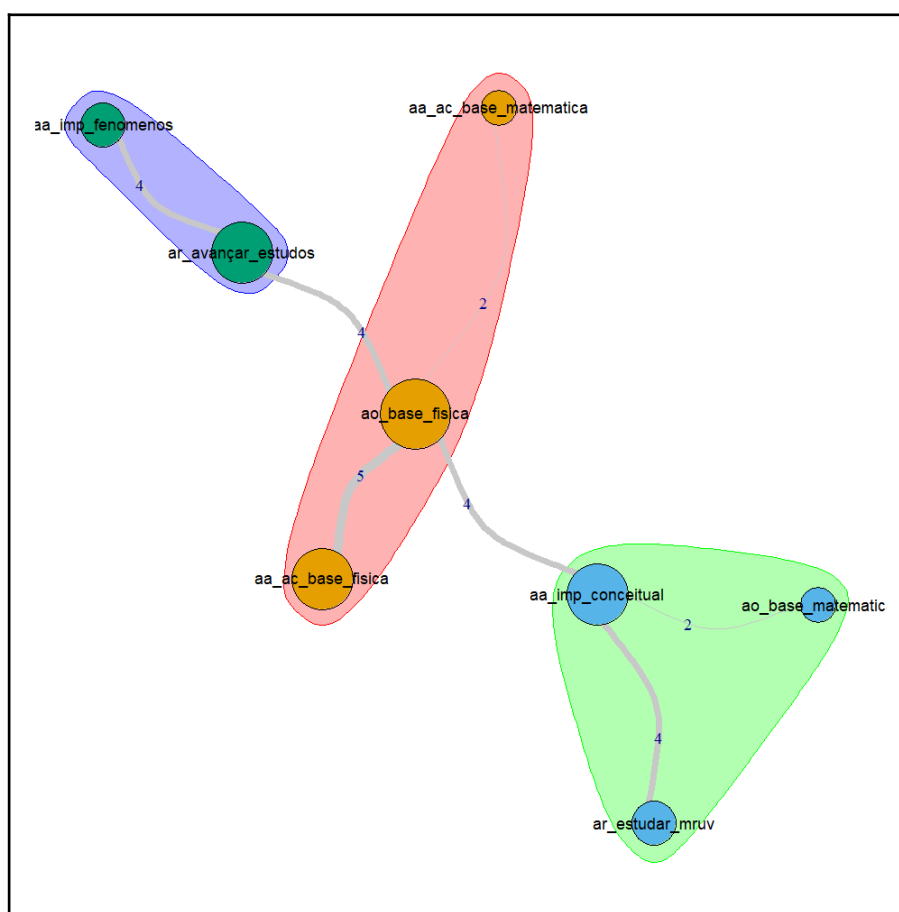 aa_ac_base_matematica
aa_imp_fenomenos
4
ar_avançar_estudos
2
4
ao_base_fisica
5
4
aa_ac_base_fisica
aa_imp_conceitual
ao_base_matematic
2
4
ar_estudar_mruv